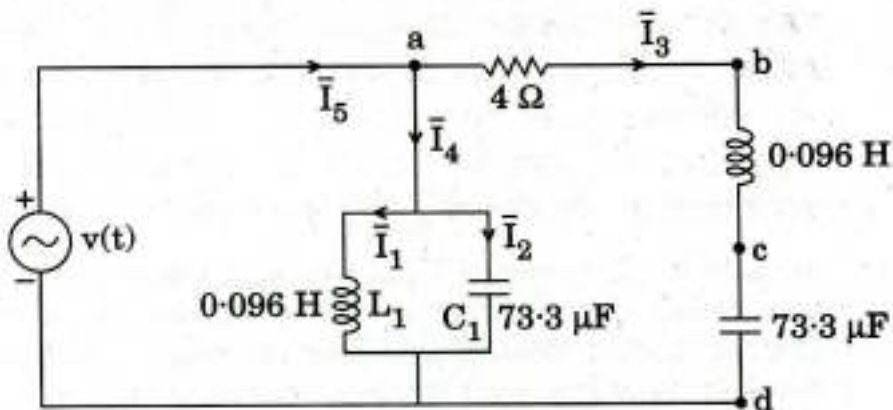 a
Ī₃
b
4 Ω
Ī₅
Ī₄
0·096 H
+
v(t)
−
Ī₁
Ī₂
c
0·096 H
L₁
C₁
73·3 μF
73·3 μF
d